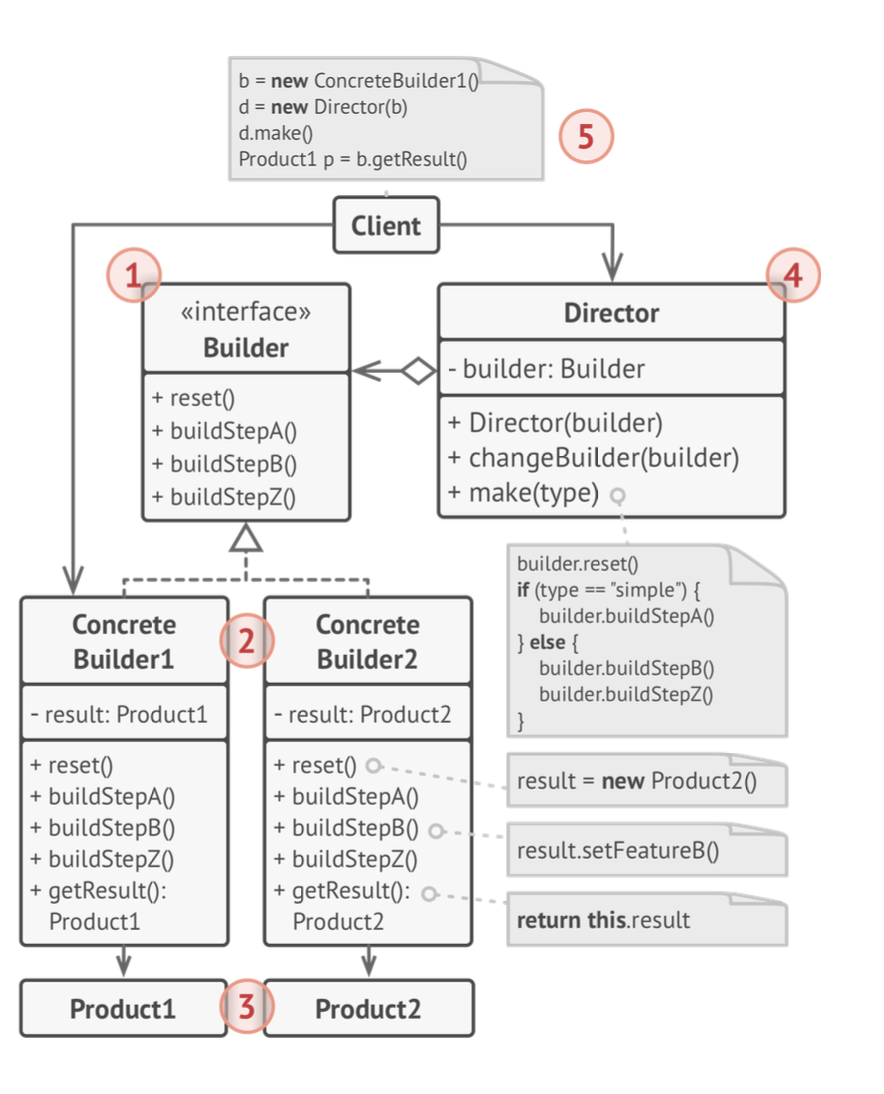 b = new ConcreteBuilder1()
d = new Director(b)
d.make()
Product1 p = b.getResult()
5
Client
1
«interface»
Builder
+ reset()
+ buildStepA()
+ buildStepB()
+ buildStepZ()
4
Director
- builder: Builder
+ Director(builder)
+ changeBuilder(builder)
+ make(type)
builder.reset()
if (type == "simple") {
builder.buildStepA()
} else {
builder.buildStepB()
builder.buildStepZ()
}
Concrete
Builder1
- result: Product1
+ reset()
+ buildStepA()
+ buildStepB()
+ buildStepZ()
+ getResult():
Product1
2
Concrete
Builder2
- result: Product2
+ reset()
+ buildStepA()
+ buildStepB()
+ buildStepZ()
+ getResult():
Product2
result = new Product2()
result.setFeatureB()
return this.result
Product1
3
Product2